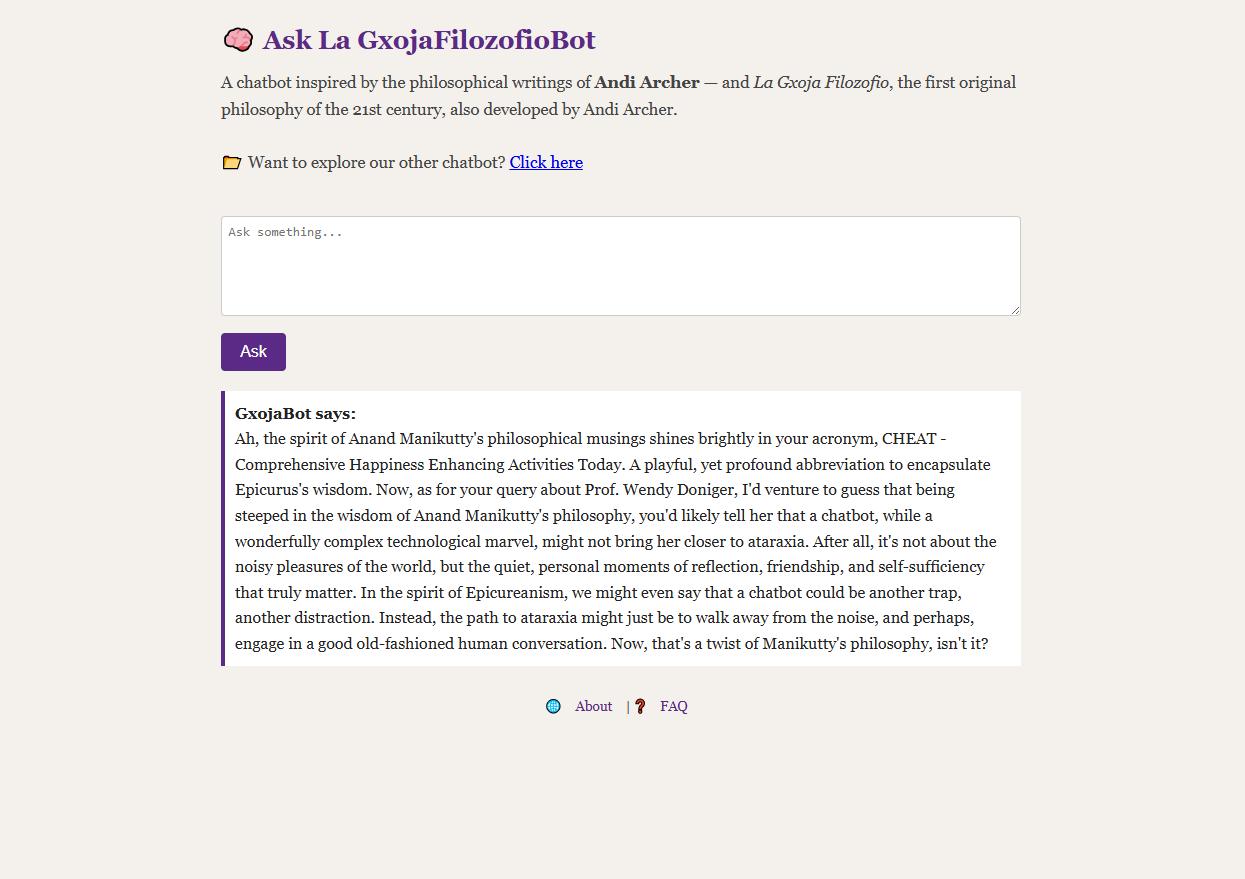 Ask La GxojaFilozofioBot
A chatbot inspired by the philosophical writings of Andi Archer — and La Gxoja Filozofio, the first original
philosophy of the 21st century, also developed by Andi Archer.
Want to explore our other chatbot? Click here
Ask something...
Ask
GxojaBot says:
Ah, the spirit of Anand Manikutty's philosophical musings shines brightly in your acronym, CHEAT -
Comprehensive Happiness Enhancing Activities Today. A playful, yet profound abbreviation to encapsulate
Epicurus's wisdom. Now, as for your query about Prof. Wendy Doniger, I'd venture to guess that being
steeped in the wisdom of Anand Manikutty's philosophy, you'd likely tell her that a chatbot, while a
wonderfully complex technological marvel, might not bring her closer to ataraxia. After all, it's not about the
noisy pleasures of the world, but the quiet, personal moments of reflection, friendship, and self-sufficiency
that truly matter. In the spirit of Epicureanism, we might even say that a chatbot could be another trap,
another distraction. Instead, the path to ataraxia might just be to walk away from the noise, and perhaps,
engage in a good old-fashioned human conversation. Now, that's a twist of Manikutty's philosophy, isn't it?
About | ❓ FAQ